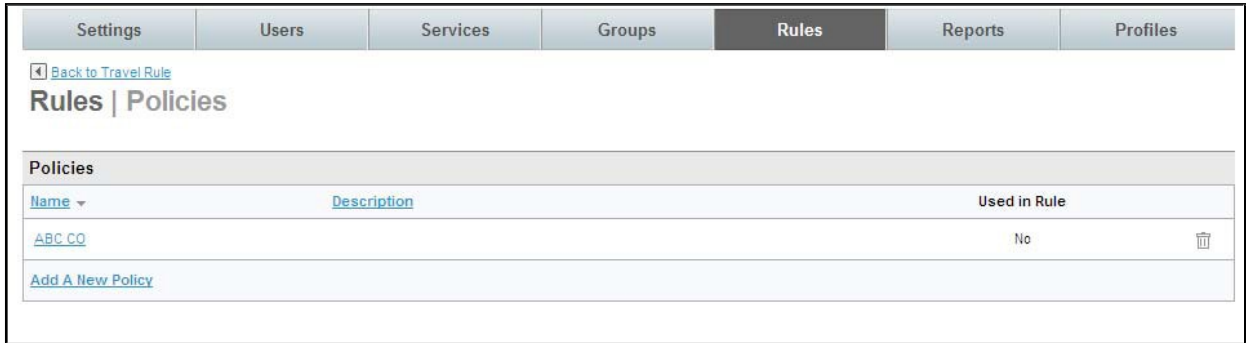 Settings Users Services Groups Rules Reports Profiles
Back to Travel Rule
Rules | Policies
Policies
Name Description Used in Rule
ABC CO No
Add A New Policy